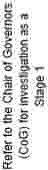 Refer to the Chair of Governors
(CoG) for investigation as a
Stage 1